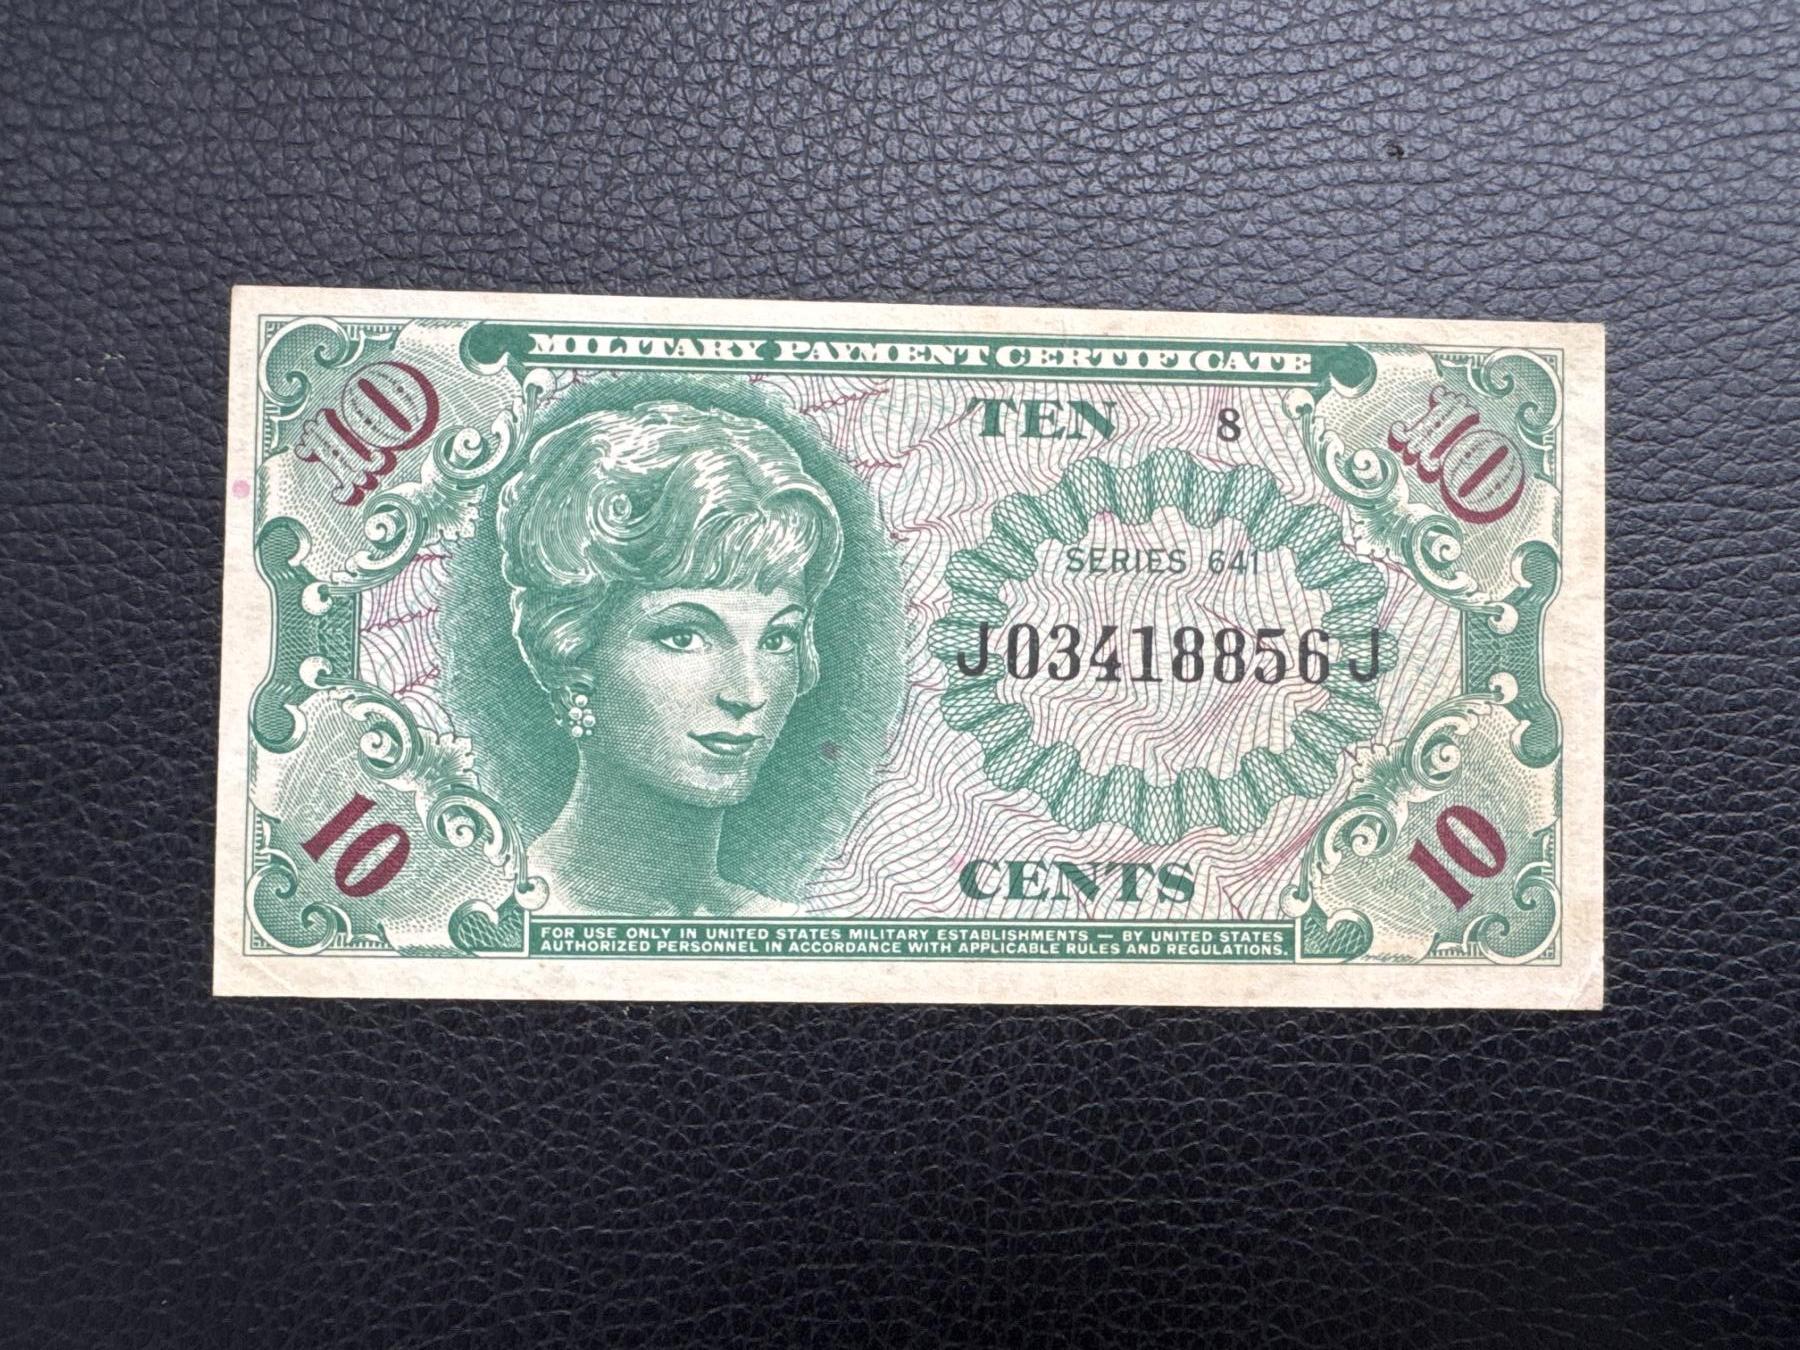 MILITARY PAYMENT CERTIFICATE
10
TEN
8
10
SERIES 641
J03418856J
10
CENTS
10
FOR USE ONLY IN UNITED STATES MILITARY ESTABLISHMENTS — BY UNITED STATES
AUTHORIZED PERSONNEL IN ACCORDANCE WITH APPLICABLE RULES AND REGULATIONS.